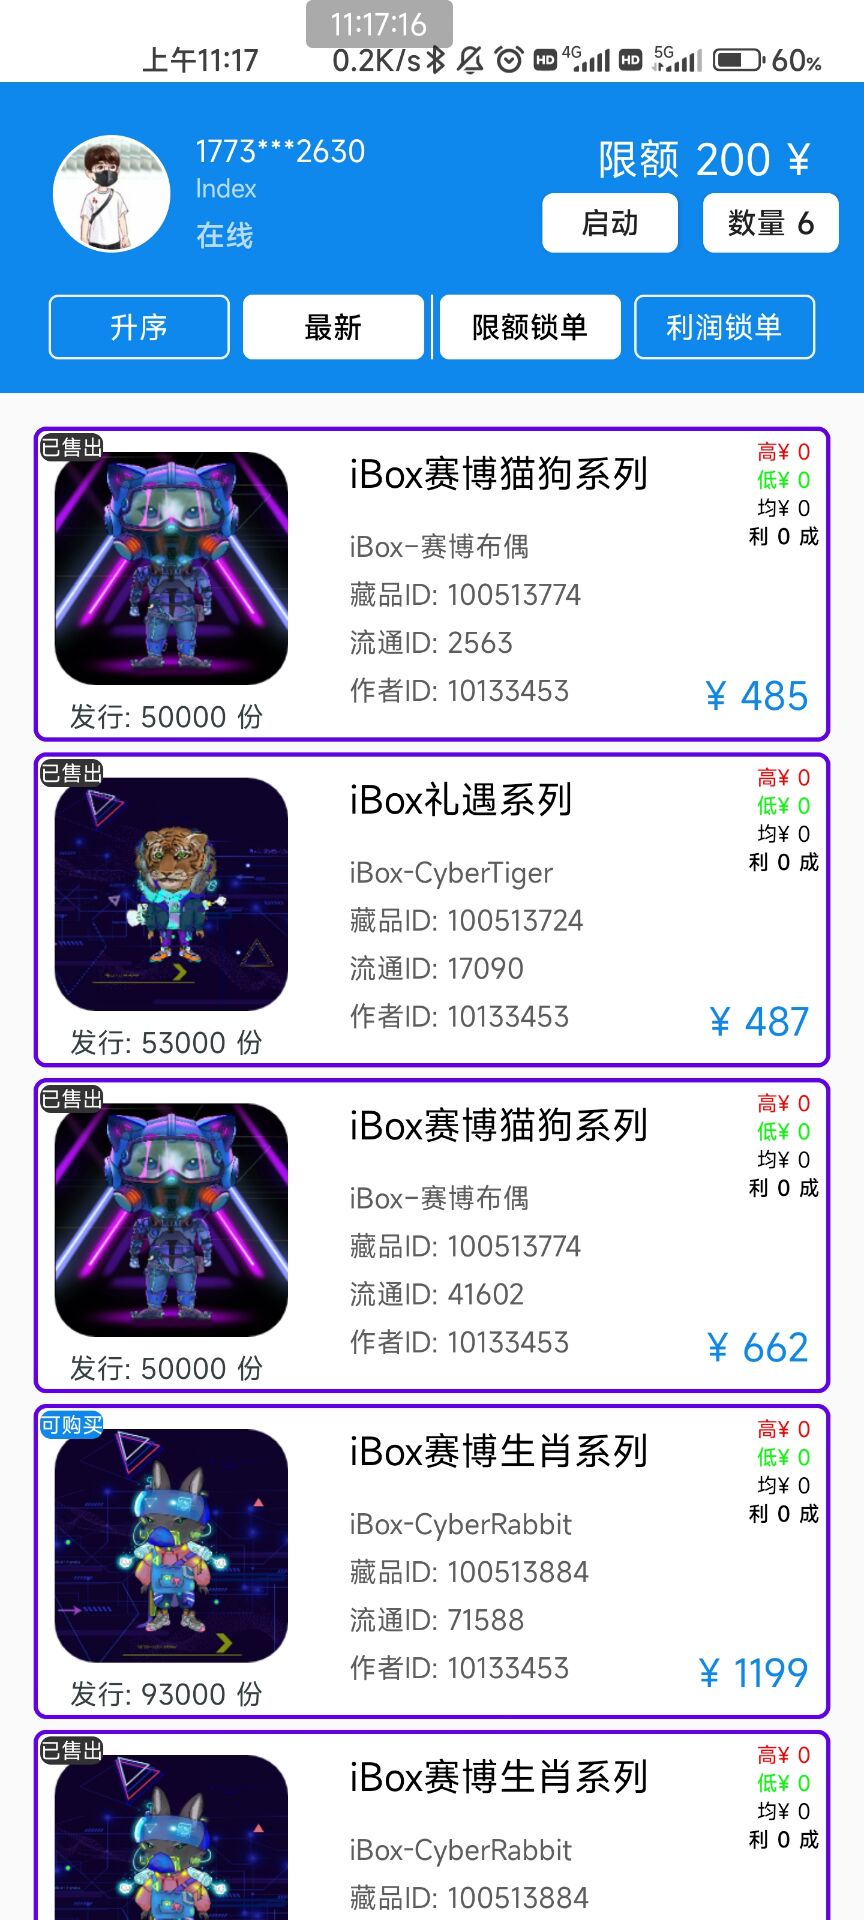 11:17:16
上午11:17 0.2K/s HD 4G HD 5G 60%
1773***2630
限额 200 ¥
Index
在线
启动 数量 6
升序 最新 限额锁单 利润锁单
已售出
iBox赛博猫狗系列
高¥ 0
低¥ 0
均¥ 0
利 0 成
iBox-赛博布偶
藏品ID: 100513774
流通ID: 2563
作者ID: 10133453
¥ 485
发行: 50000 份
已售出
iBox礼遇系列
高¥ 0
低¥ 0
均¥ 0
利 0 成
iBox-CyberTiger
藏品ID: 100513724
流通ID: 17090
作者ID: 10133453
¥ 487
发行: 53000 份
已售出
iBox赛博猫狗系列
高¥ 0
低¥ 0
均¥ 0
利 0 成
iBox-赛博布偶
藏品ID: 100513774
流通ID: 41602
作者ID: 10133453
¥ 662
发行: 50000 份
可购买
iBox赛博生肖系列
高¥ 0
低¥ 0
均¥ 0
利 0 成
iBox-CyberRabbit
藏品ID: 100513884
流通ID: 71588
作者ID: 10133453
¥ 1199
发行: 93000 份
已售出
iBox赛博生肖系列
高¥ 0
低¥ 0
均¥ 0
利 0 成
iBox-CyberRabbit
藏品ID: 100513884